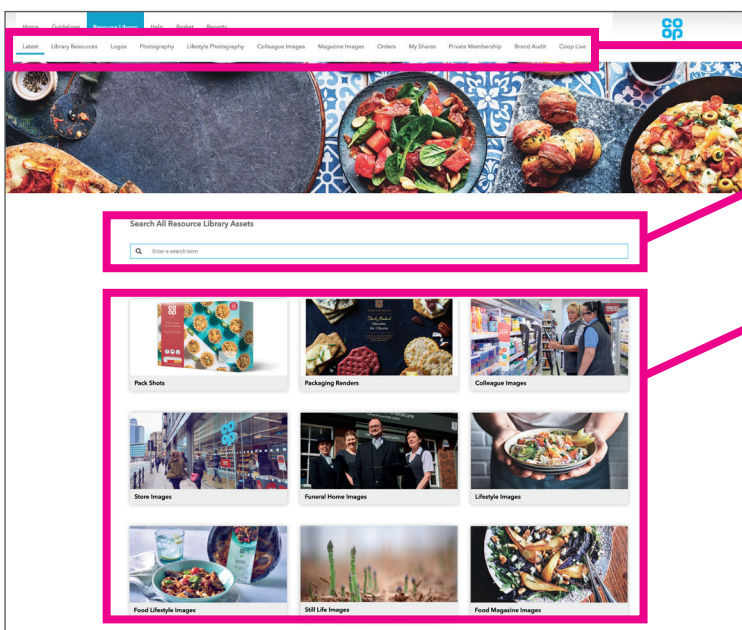 Home Guidelines Resource Library Help Basket Reports
co
op
Latest Library Resources Logos Photography Lifestyle Photography Colleague Images Magazine Images Orders My Shares Private Membership Brand Audit Coop Live
Search All Resource Library Assets
Enter a search term
Pack Shots Packaging Renders Colleague Images
Store Images Funeral Home Images Lifestyle Images
Food Lifestyle Images Still Life Images Food Magazine Images